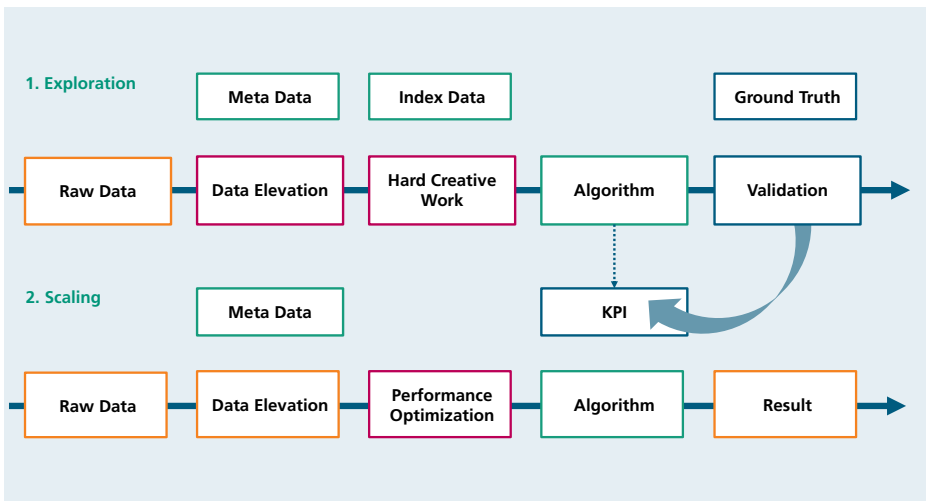 1. Exploration
Meta Data
Index Data
Ground Truth
Raw Data
Data Elevation
Hard Creative
Work
Algorithm
Validation
2. Scaling
Meta Data
KPI
Raw Data
Data Elevation
Performance
Optimization
Algorithm
Result